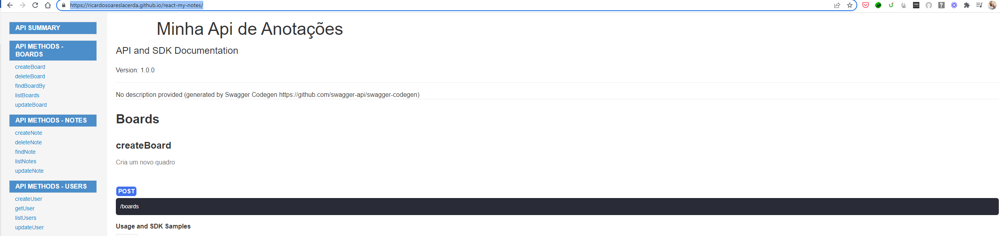 https://ricardosoareslacerda.github.io/react-my-notes/
API SUMMARY
API METHODS -
BOARDS
createBoard
deleteBoard
findBoardBy
listBoards
updateBoard
API METHODS - NOTES
createNote
deleteNote
findNote
listNotes
updateNote
API METHODS - USERS
createUser
getUser
listUsers
updateUser
Minha Api de Anotações
API and SDK Documentation
Version: 1.0.0
No description provided (generated by Swagger Codegen https://github.com/swagger-api/swagger-codegen)
Boards
createBoard
Cria um novo quadro
POST
/boards
Usage and SDK Samples